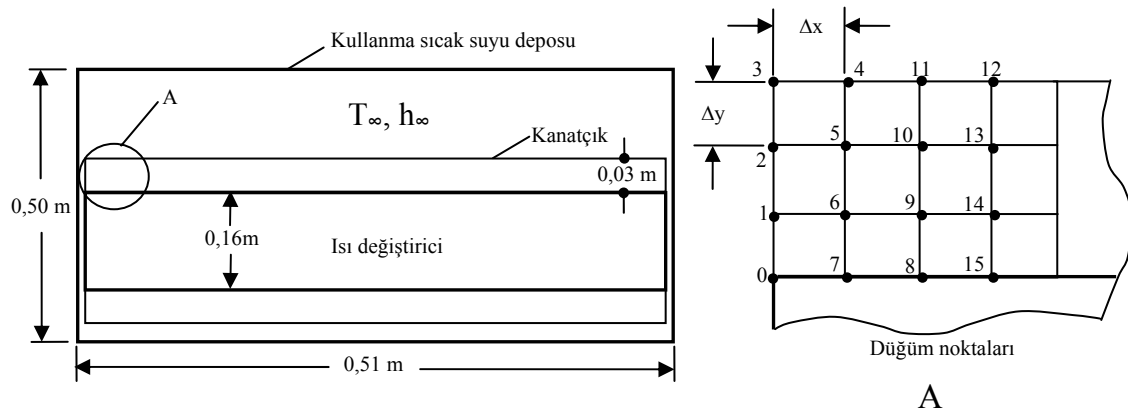 Kullanma sıcak suyu deposu
A
T∞, h∞
Kanatçık
0,03 m
0,50 m
0,16m
Isı değiştirici
0,51 m
Δx
Δy
3 4 11 12
2 5 10 13
1 6 9 14
0 7 8 15
Düğüm noktaları
A